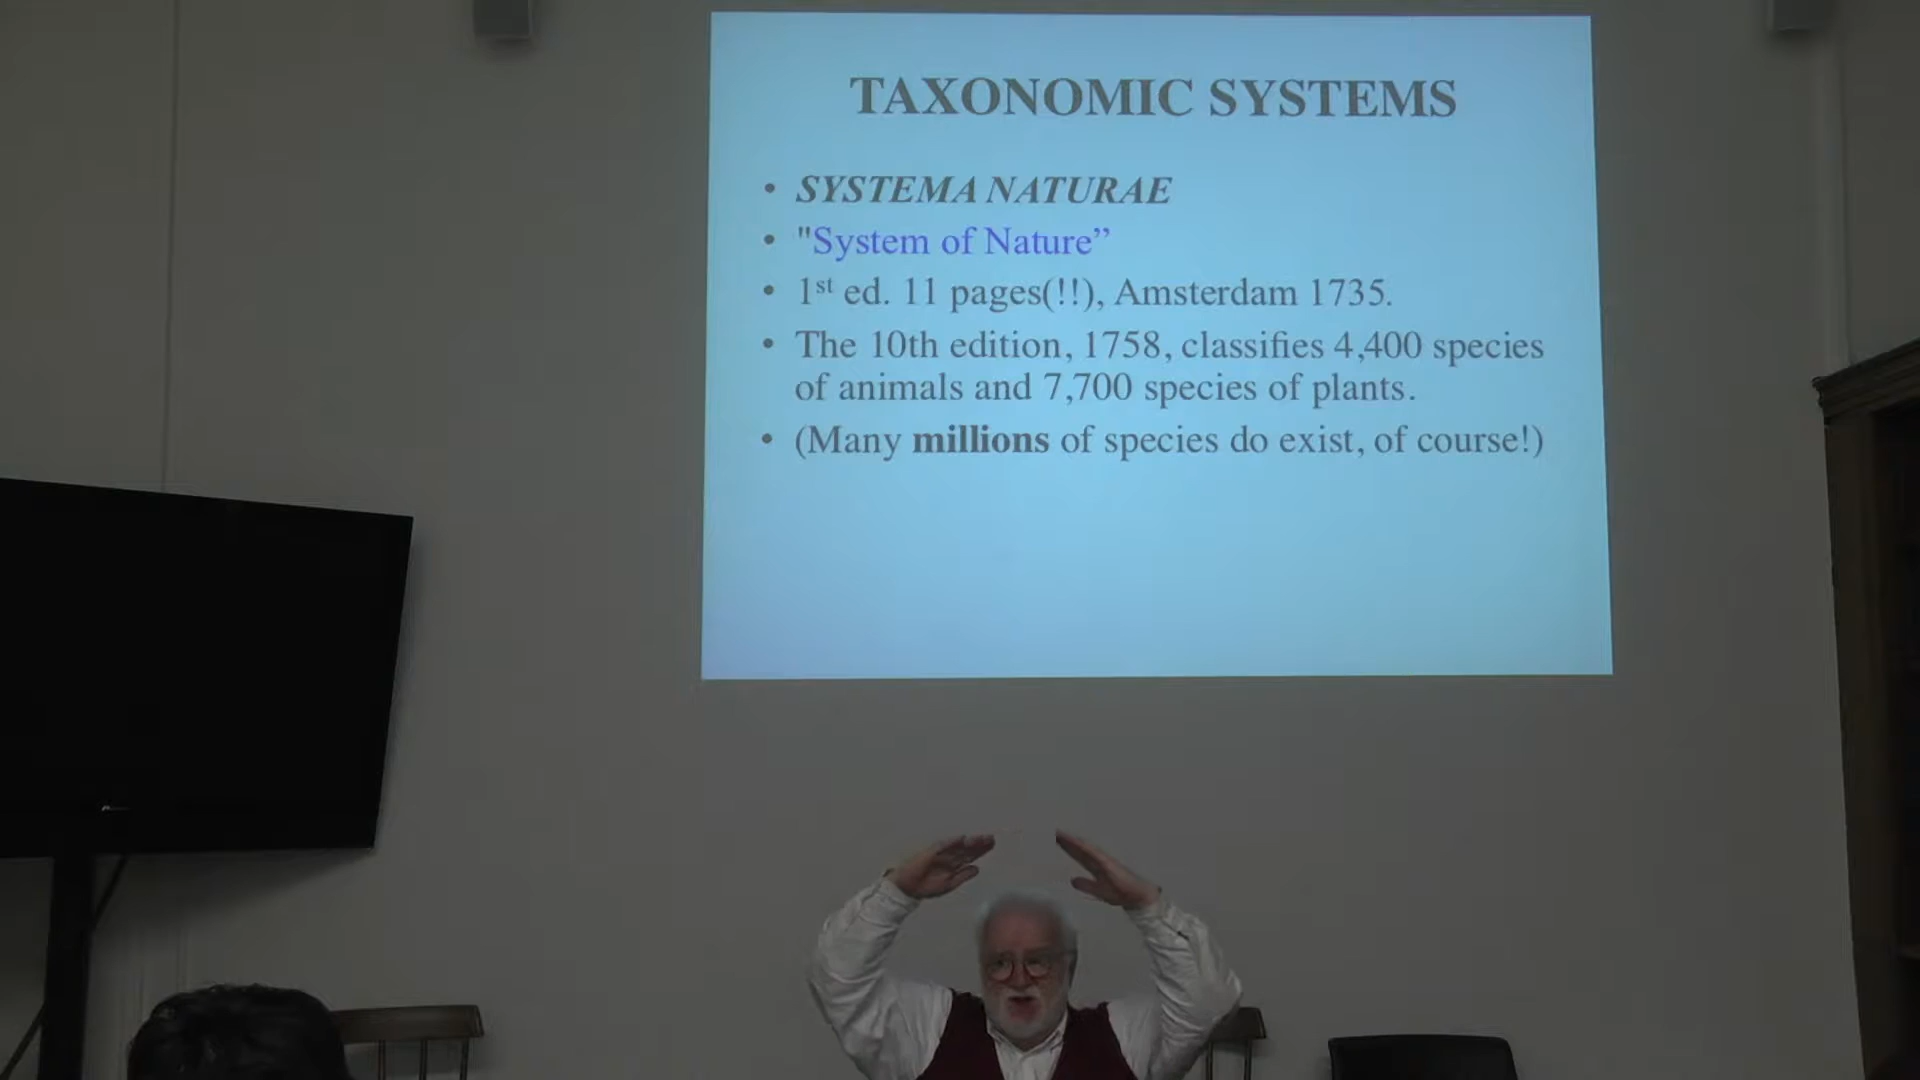 TAXONOMIC SYSTEMS
• SYSTEMA NATURAE
• "System of Nature”
• 1st ed. 11 pages(!!), Amsterdam 1735.
• The 10th edition, 1758, classifies 4,400 species
of animals and 7,700 species of plants.
• (Many millions of species do exist, of course!)